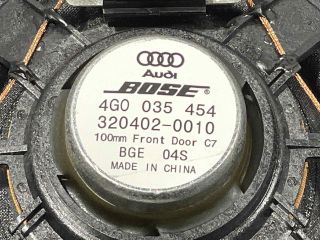 Audi
BOSE
4G0 035 454
320402-0010
100mm Front Door C7
BGE 04S
MADE IN CHINA